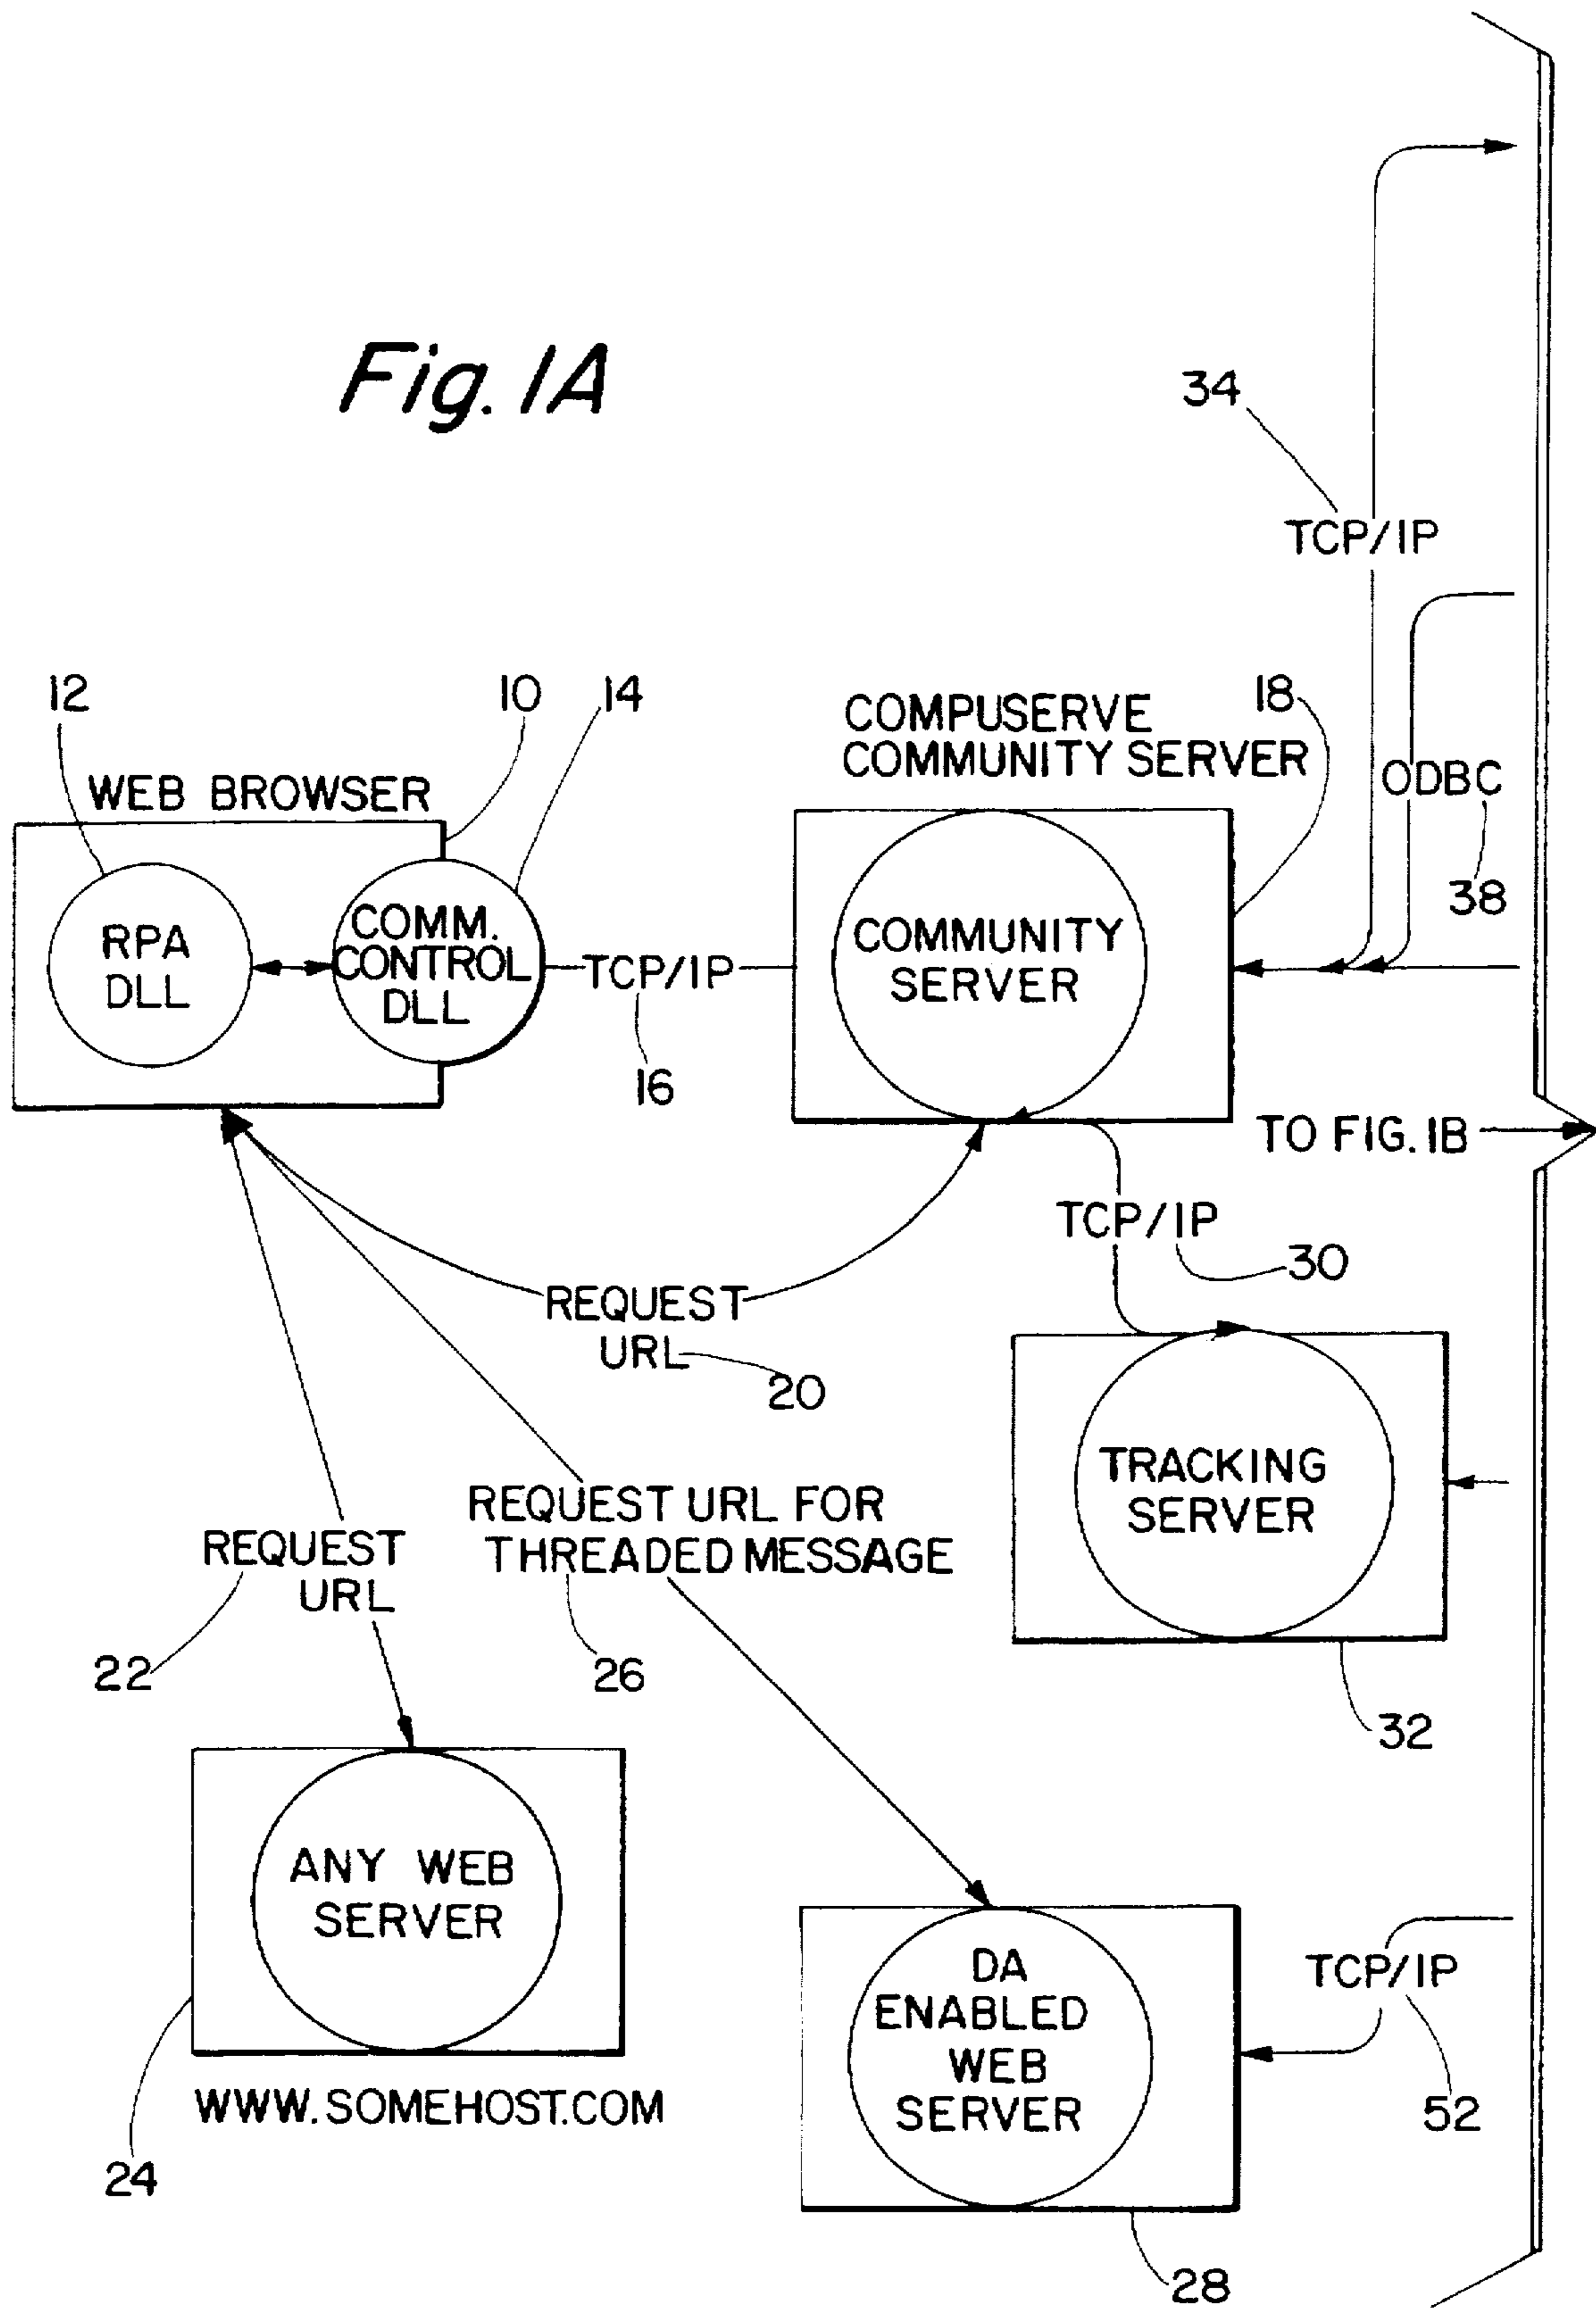 Fig. 1A
34
TCP/IP
12
10
14
COMPUSERVE
COMMUNITY SERVER
18
WEB BROWSER
ODBC
38
RPA
DLL
COMM.
CONTROL
DLL
TCP/IP
16
COMMUNITY
SERVER
TO FIG. 1B
TCP/IP
30
REQUEST
URL
20
TRACKING
SERVER
REQUEST URL FOR
THREADED MESSAGE
REQUEST
URL
22
26
32
ANY WEB
SERVER
DA
ENABLED
WEB
SERVER
TCP/IP
52
WWW.SOMEHOST.COM
24
28